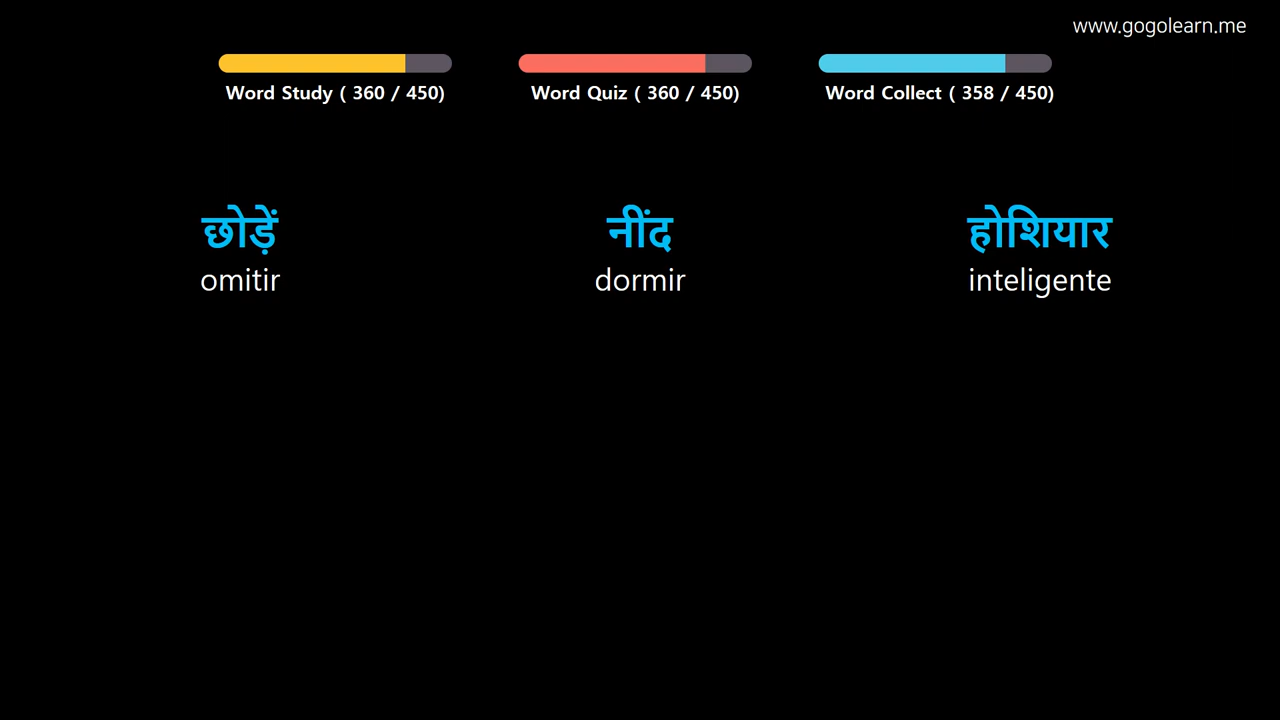 www.gogolearn.me
Word Study ( 360 / 450)
Word Quiz ( 360 / 450)
Word Collect ( 358 / 450)
छोड़ें
omitir
नींद
dormir
होशियार
inteligente